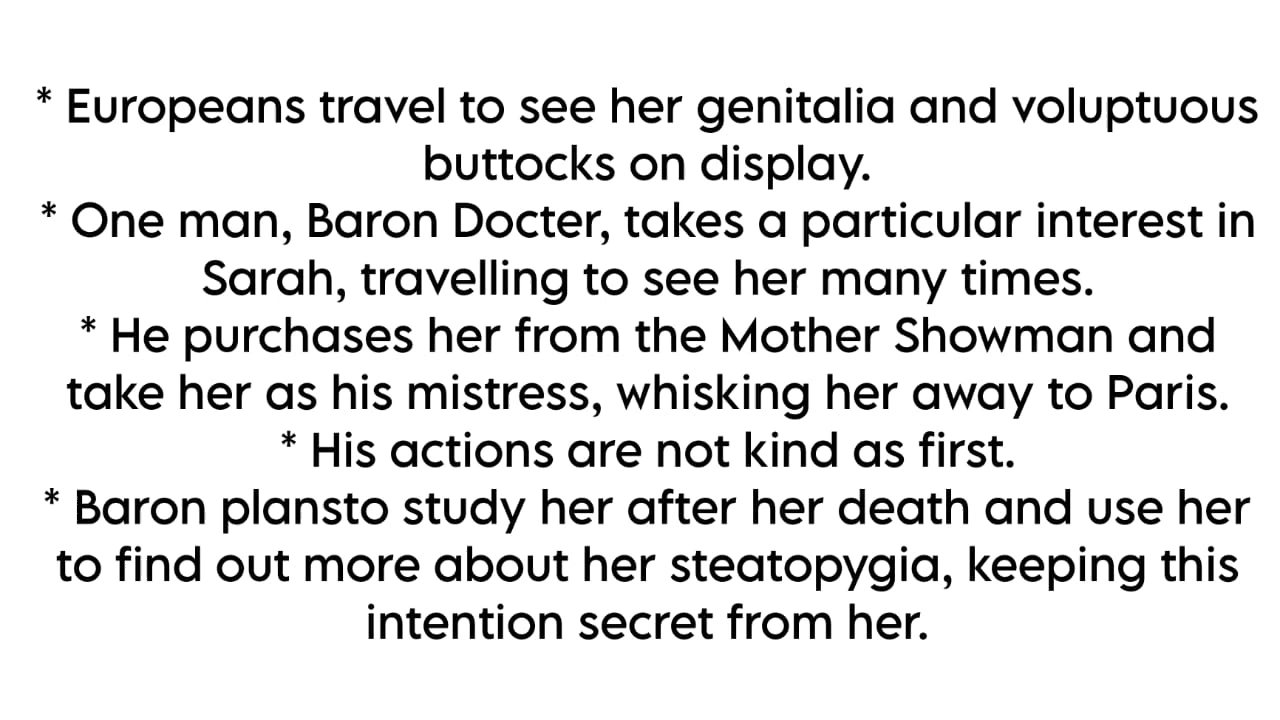 * Europeans travel to see her genitalia and voluptuous
buttocks on display.
* One man, Baron Docter, takes a particular interest in
Sarah, travelling to see her many times.
* He purchases her from the Mother Showman and
take her as his mistress, whisking her away to Paris.
* His actions are not kind as first.
* Baron plansto study her after her death and use her
to find out more about her steatopygia, keeping this
intention secret from her.